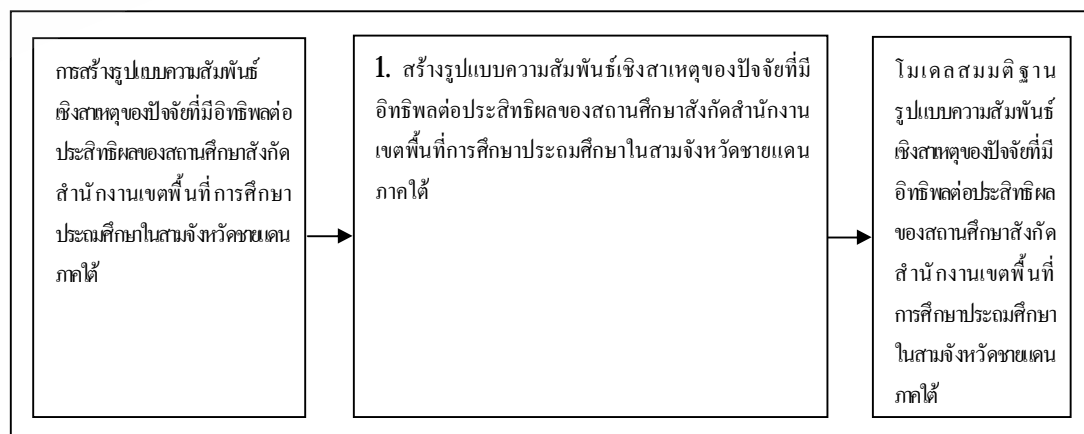 การสร้างรูปแบบความสัมพันธ์
เชิงสาเหตุของปัจจัยที่มีอิทธิพลต่อ
ประสิทธิผลของสถานศึกษาสังกัด
สำนักงานเขตพื้นที่การศึกษา
ประถมศึกษาในสามจังหวัดชายแดน
ภาคใต้
1. สร้างรูปแบบความสัมพันธ์เชิงสาเหตุของปัจจัยที่มี
อิทธิพลต่อประสิทธิผลของสถานศึกษาสังกัดสำนักงาน
เขตพื้นที่การศึกษาประถมศึกษาในสามจังหวัดชายแดน
ภาคใต้
โมเดลสมมติฐาน
รูปแบบความสัมพันธ์
เชิงสาเหตุของปัจจัยที่มี
อิทธิพลต่อประสิทธิผล
ของสถานศึกษาสังกัด
สำนักงานเขตพื้นที่
การศึกษาประถมศึกษา
ในสามจังหวัดชายแดน
ภาคใต้